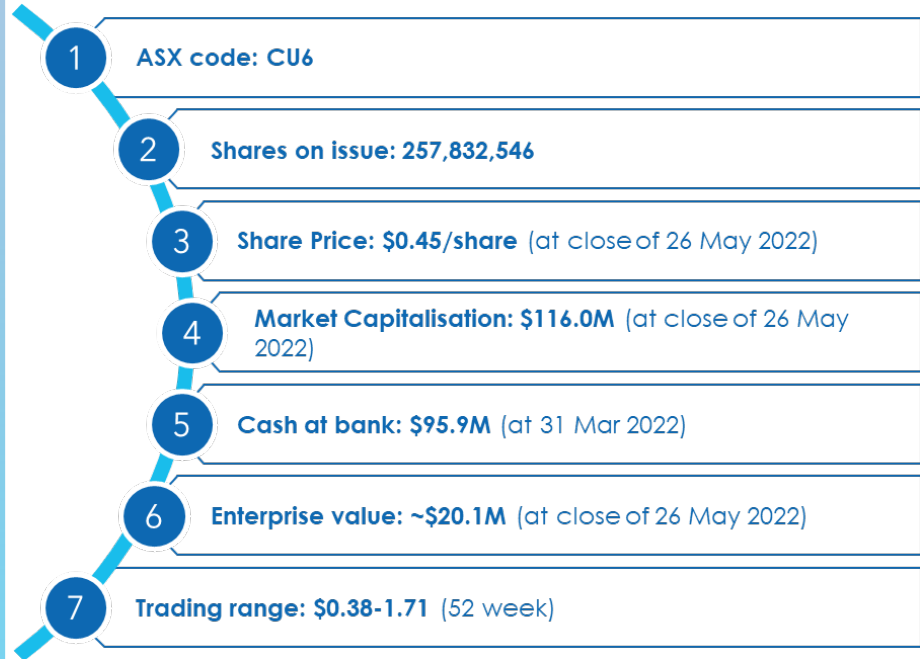 1
ASX code: CU6
2
Shares on issue: 257,832,546
3
Share Price: $0.45/share (at close of 26 May 2022)
4
Market Capitalisation: $116.0M (at close of 26 May
2022)
5
Cash at bank: $95.9M (at 31 Mar 2022)
6
Enterprise value: ~$20.1M (at close of 26 May 2022)
7
Trading range: $0.38-1.71 (52 week)